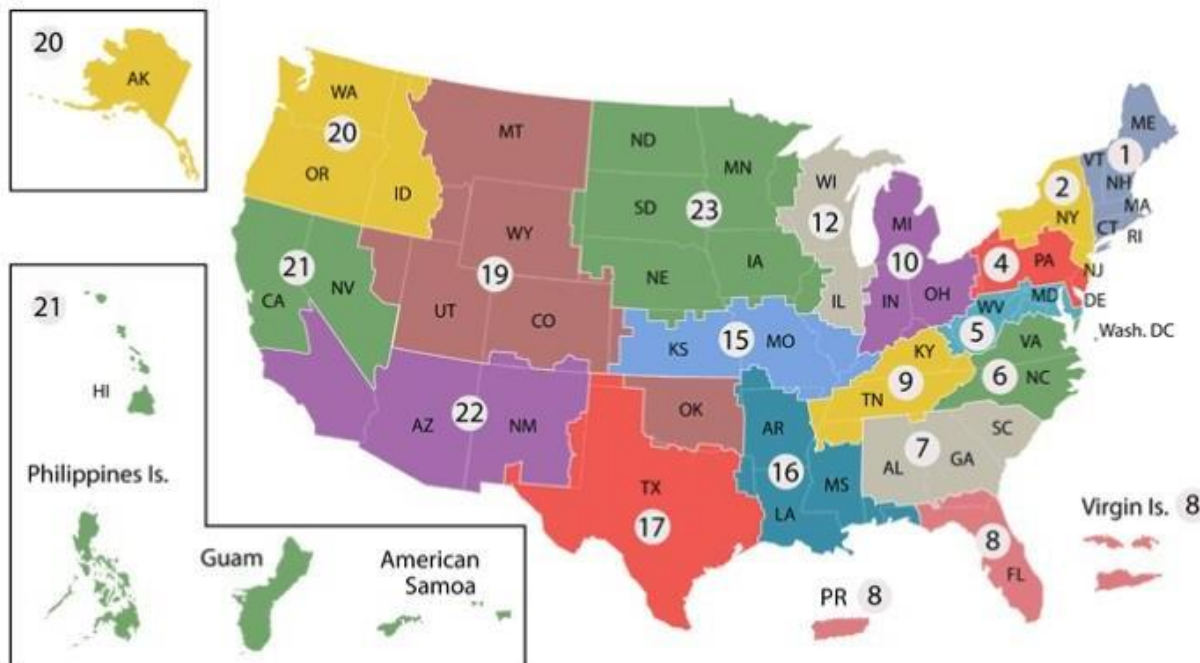 20
AK
WA
20
OR
ID
MT
ND
MN
WI
ME
VT
1
NH
2
MA
NY
CT
RI
SD
23
12
MI
WY
21
CA
NV
19
UT
CO
NE
IA
IL
10
IN
OH
4
PA
NJ
WV
MD
DE
5
Wash. DC
VA
KS
15
MO
KY
9
TN
6
NC
21
HI
AZ
22
NM
OK
AR
SC
7
AL
GA
16
MS
LA
TX
17
Philippines Is.
Guam
American
Samoa
8
FL
PR 8
Virgin Is. 8